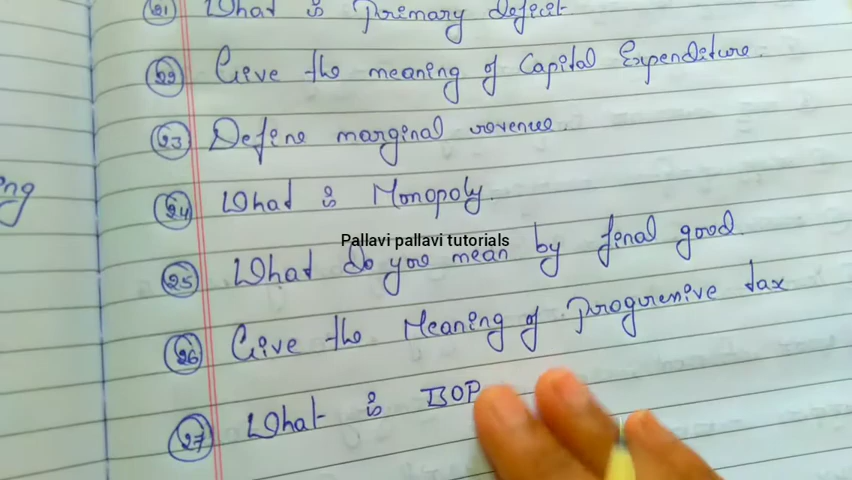 21 What is Primary deficit
22 Give the meaning of Capital Expenditure.
23 Define marginal revenue.
24 What is Monopoly.
Pallavi pallavi tutorials
25 What do you mean by final good.
26 Give the Meaning of Progressive tax
27 What is BOP